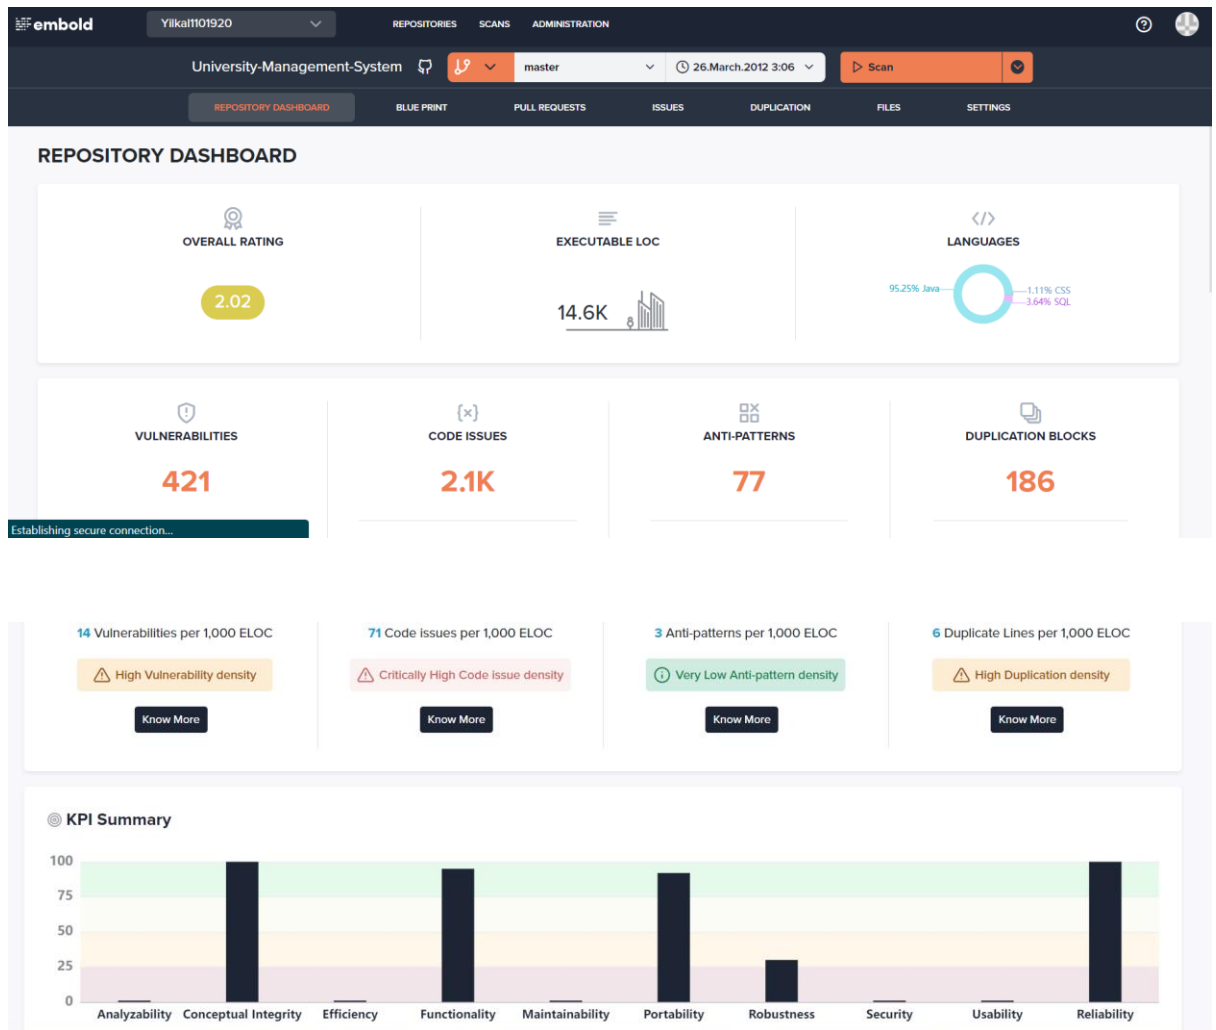 embold Yilkal1101920 REPOSITORIES SCANS ADMINISTRATION
University-Management-System master 26.March.2012 3:06 Scan
REPOSITORY DASHBOARD BLUE PRINT PULL REQUESTS ISSUES DUPLICATION FILES SETTINGS
REPOSITORY DASHBOARD
OVERALL RATING EXECUTABLE LOC LANGUAGES
2.02 14.6K 95.25% Java 1.11% CSS
3.64% SQL
VULNERABILITIES CODE ISSUES ANTI-PATTERNS DUPLICATION BLOCKS
421 2.1K 77 186
Establishing secure connection...
14 Vulnerabilities per 1,000 ELOC 71 Code issues per 1,000 ELOC 3 Anti-patterns per 1,000 ELOC 6 Duplicate Lines per 1,000 ELOC
High Vulnerability density Critically High Code issue density Very Low Anti-pattern density High Duplication density
Know More Know More Know More Know More
KPI Summary
100
75
50
25
0
Analyzability Conceptual Integrity Efficiency Functionality Maintainability Portability Robustness Security Usability Reliability